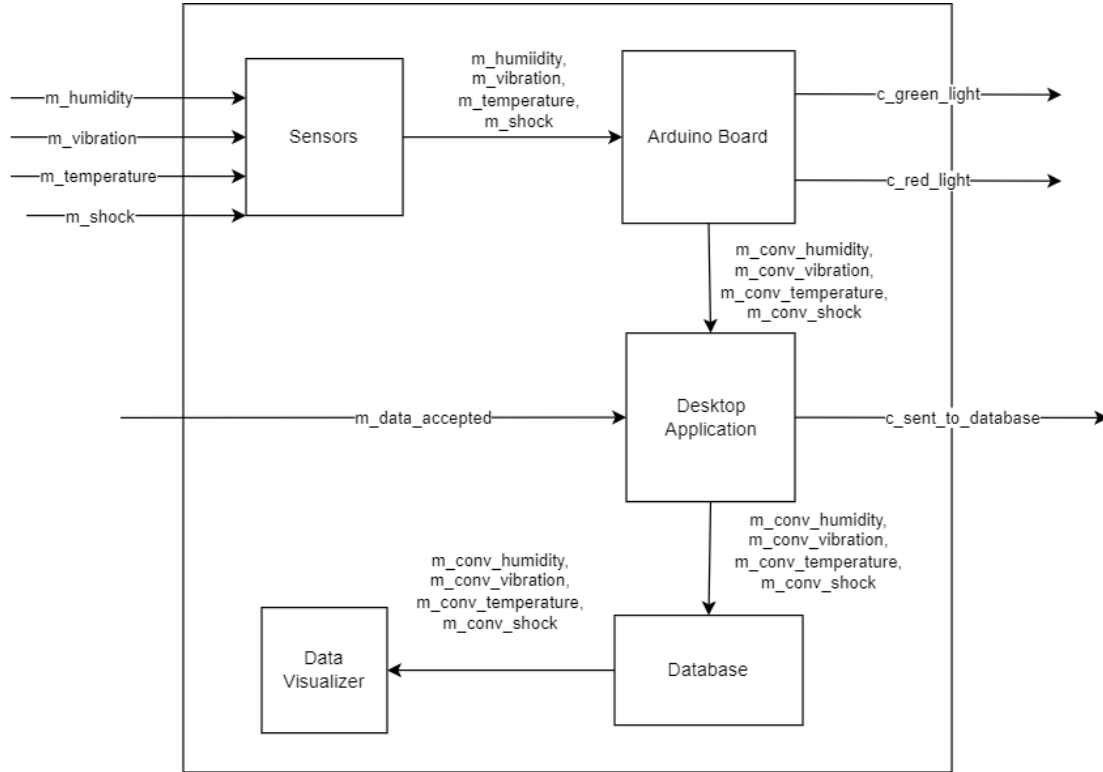 m_humiidity,
m_vibration,
m_temperature,
m_shock
m_humidity
m_vibration
m_temperature
m_shock
Sensors
Arduino Board
c_green_light
c_red_light
m_conv_humidity,
m_conv_vibration,
m_conv_temperature,
m_conv_shock
m_data_accepted
Desktop
Application
c_sent_to_database
m_conv_humidity,
m_conv_vibration,
m_conv_temperature,
m_conv_shock
m_conv_humidity,
m_conv_vibration,
m_conv_temperature,
m_conv_shock
Data
Visualizer
Database